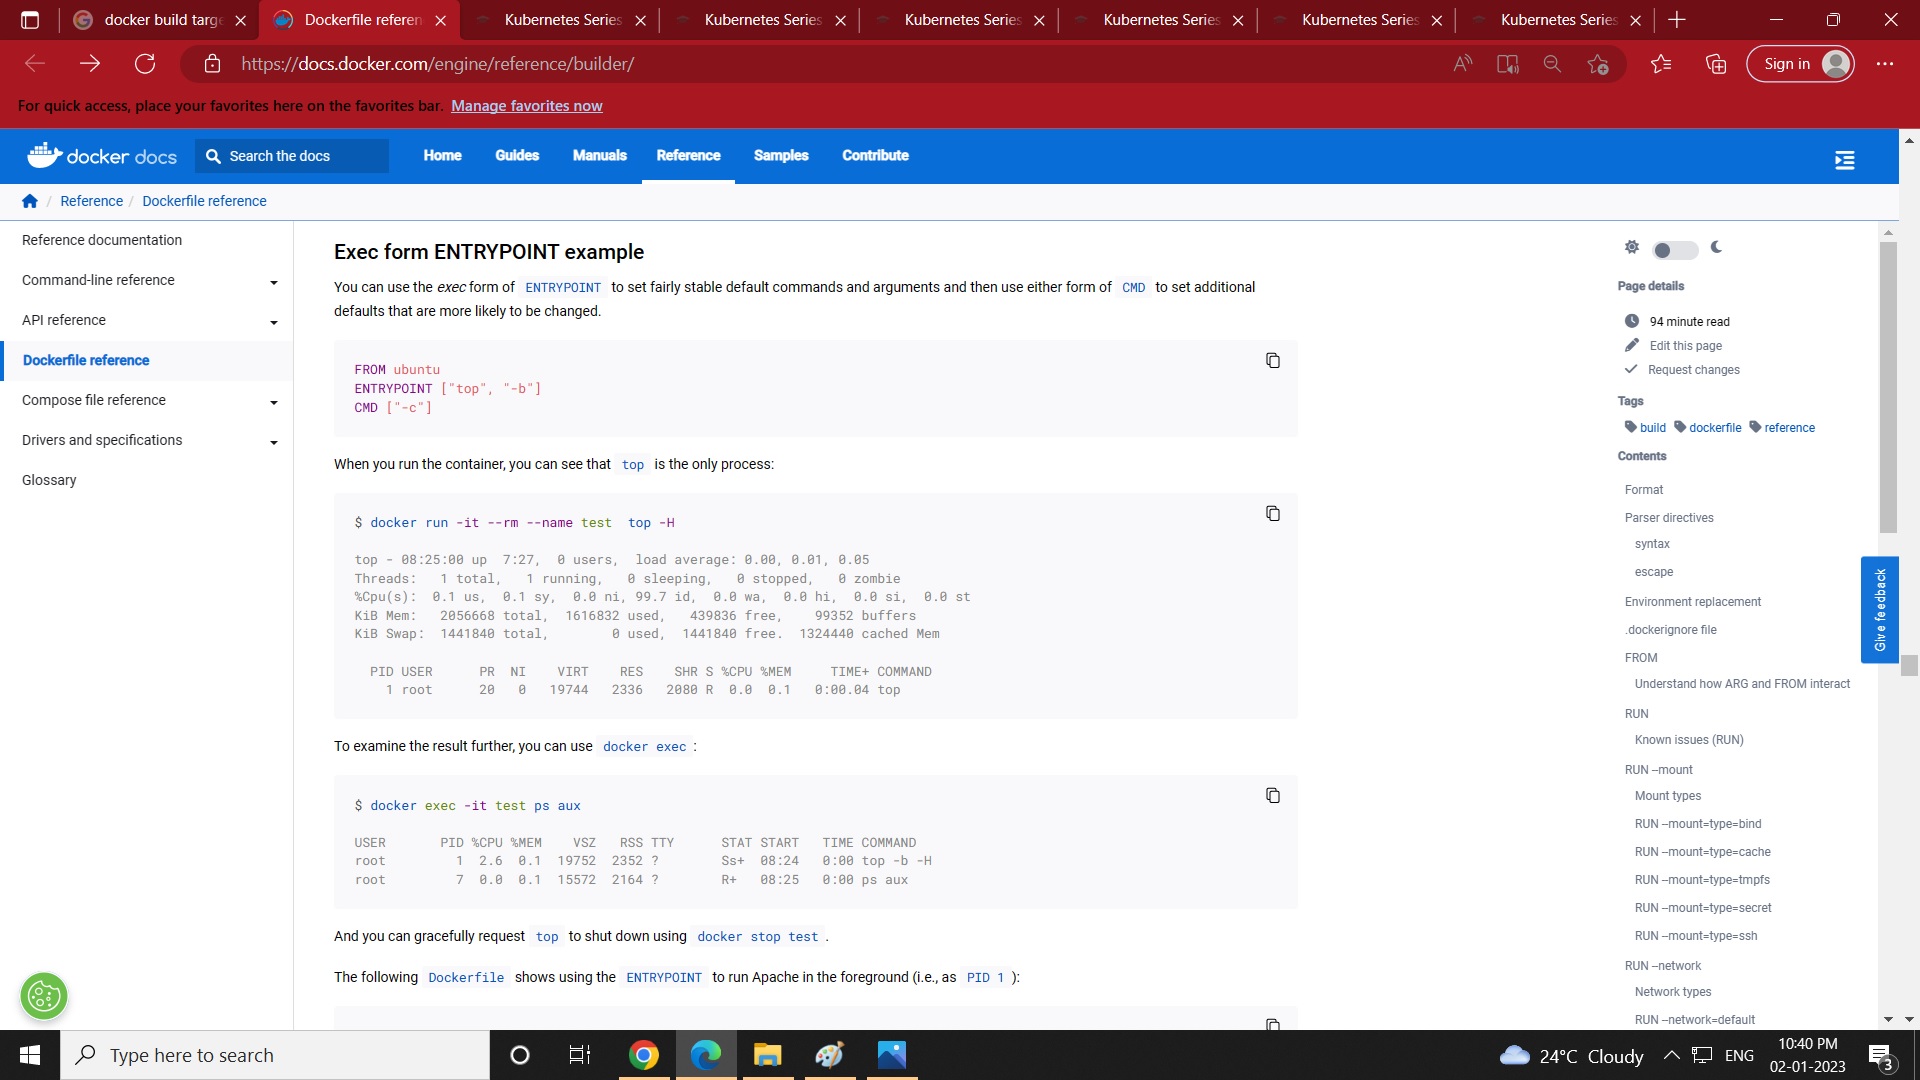 docker build targe
Dockerfile referen
Kubernetes Series
Kubernetes Series
Kubernetes Series
Kubernetes Series
Kubernetes Series
Kubernetes Series
https://docs.docker.com/engine/reference/builder/
Sign in
For quick access, place your favorites here on the favorites bar. Manage favorites now
docker docs
Search the docs
Home Guides Manuals Reference Samples Contribute
/ Reference / Dockerfile reference
Reference documentation
Command-line reference
API reference
Dockerfile reference
Compose file reference
Drivers and specifications
Glossary
Exec form ENTRYPOINT example
You can use the exec form of ENTRYPOINT to set fairly stable default commands and arguments and then use either form of CMD to set additional
defaults that are more likely to be changed.
FROM ubuntu
ENTRYPOINT ["top", "-b"]
CMD ["-c"]
When you run the container, you can see that top is the only process:
$ docker run -it --rm --name test  top -H
top - 08:25:00 up  7:27,  0 users,  load average: 0.00, 0.01, 0.05
Threads:   1 total,   1 running,   0 sleeping,   0 stopped,   0 zombie
%Cpu(s):  0.1 us,  0.1 sy,  0.0 ni, 99.7 id,  0.0 wa,  0.0 hi,  0.0 si,  0.0 st
KiB Mem:   2056668 total,  1616832 used,   439836 free,    99352 buffers
KiB Swap:  1441840 total,        0 used,  1441840 free.  1324440 cached Mem
PID USER      PR  NI    VIRT    RES    SHR S %CPU %MEM     TIME+ COMMAND
1 root      20   0   19744   2336   2080 R  0.0  0.1   0:00.04 top
To examine the result further, you can use docker exec :
$ docker exec -it test ps aux
USER       PID %CPU %MEM    VSZ   RSS TTY      STAT START   TIME COMMAND
root         1  2.6  0.1  19752  2352 ?        Ss+  08:24   0:00 top -b -H
root         7  0.0  0.1  15572  2164 ?        R+   08:25   0:00 ps aux
And you can gracefully request top to shut down using docker stop test .
The following Dockerfile shows using the ENTRYPOINT to run Apache in the foreground (i.e., as PID 1 ):
Page details
94 minute read
Edit this page
Request changes
Tags
build dockerfile reference
Contents
Format
Parser directives
syntax
escape
Environment replacement
.dockerignore file
FROM
Understand how ARG and FROM interact
RUN
Known issues (RUN)
RUN --mount
Mount types
RUN --mount=type=bind
RUN --mount=type=cache
RUN --mount=type=tmpfs
RUN --mount=type=secret
RUN --mount=type=ssh
RUN --network
Network types
RUN --network=default
Give feedback
Type here to search
24°C Cloudy
ENG
10:40 PM
02-01-2023
3